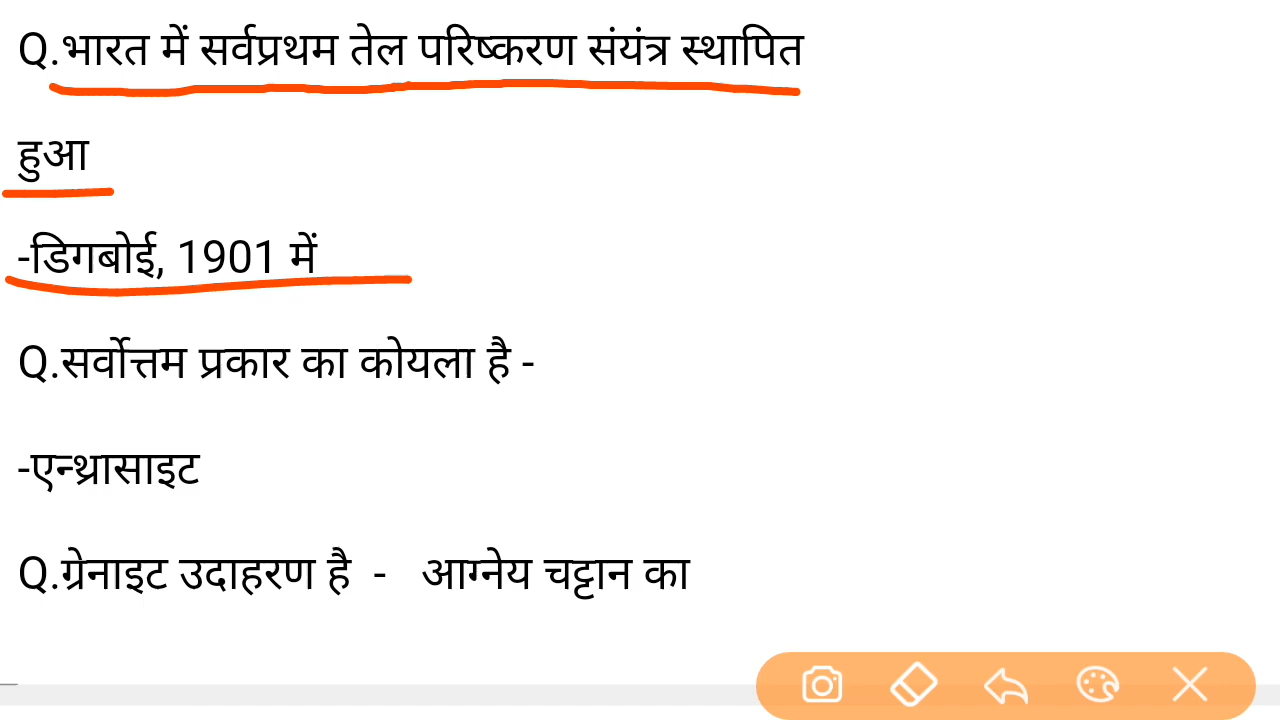 Q.भारत में सर्वप्रथम तेल परिष्करण संयंत्र स्थापित
हुआ
-डिगबोई, 1901 में
Q.सर्वोत्तम प्रकार का कोयला है -
-एन्थ्रासाइट
Q.ग्रेनाइट उदाहरण है - आग्नेय चट्टान का